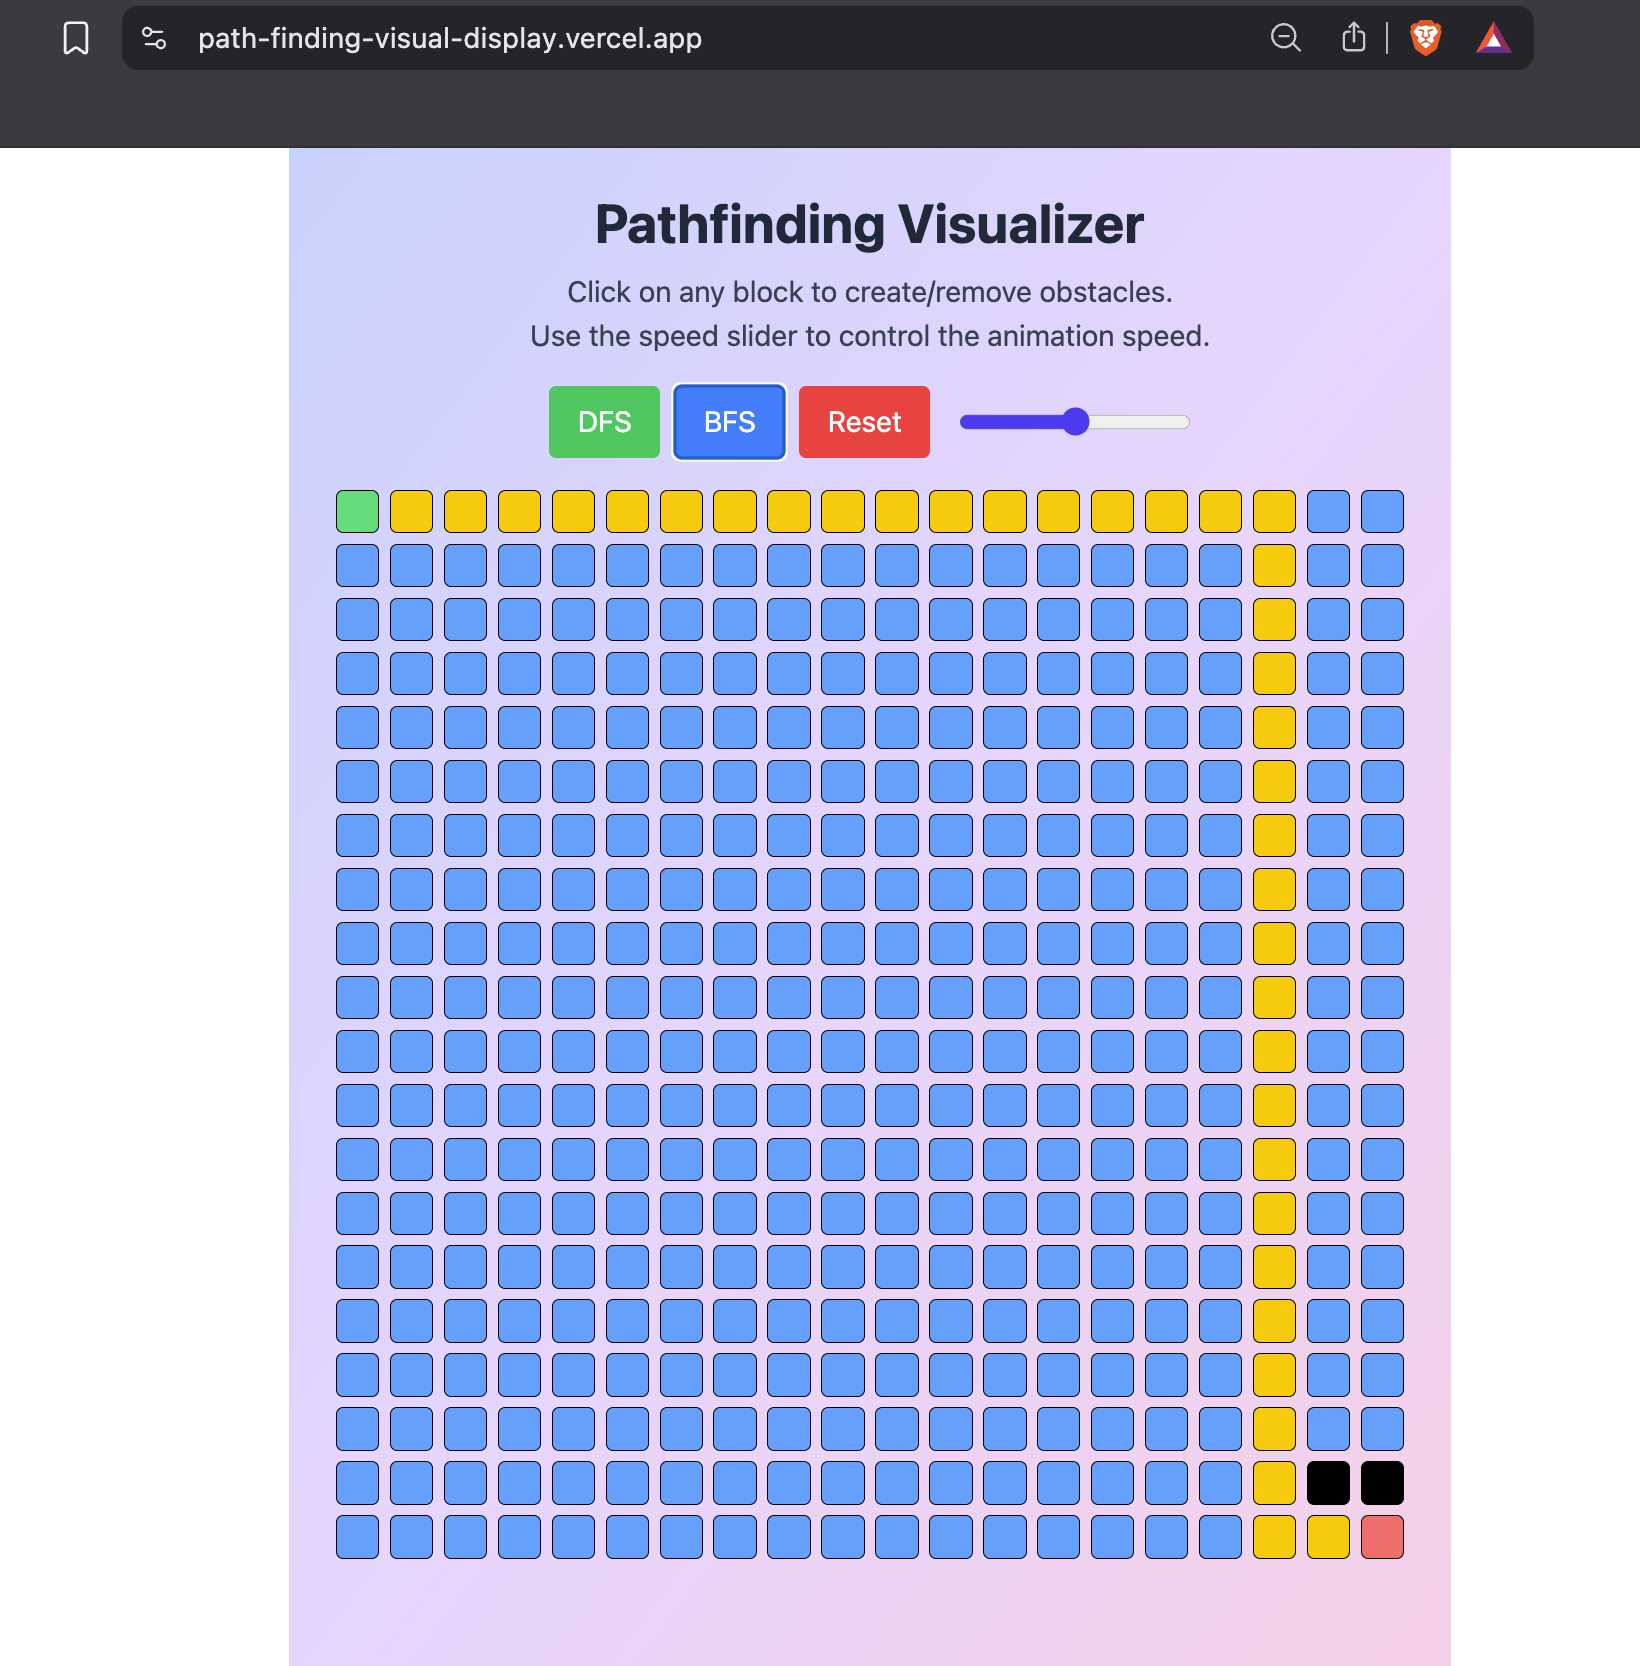 path-finding-visual-display.vercel.app
Pathfinding Visualizer
Click on any block to create/remove obstacles.
Use the speed slider to control the animation speed.
DFS BFS Reset